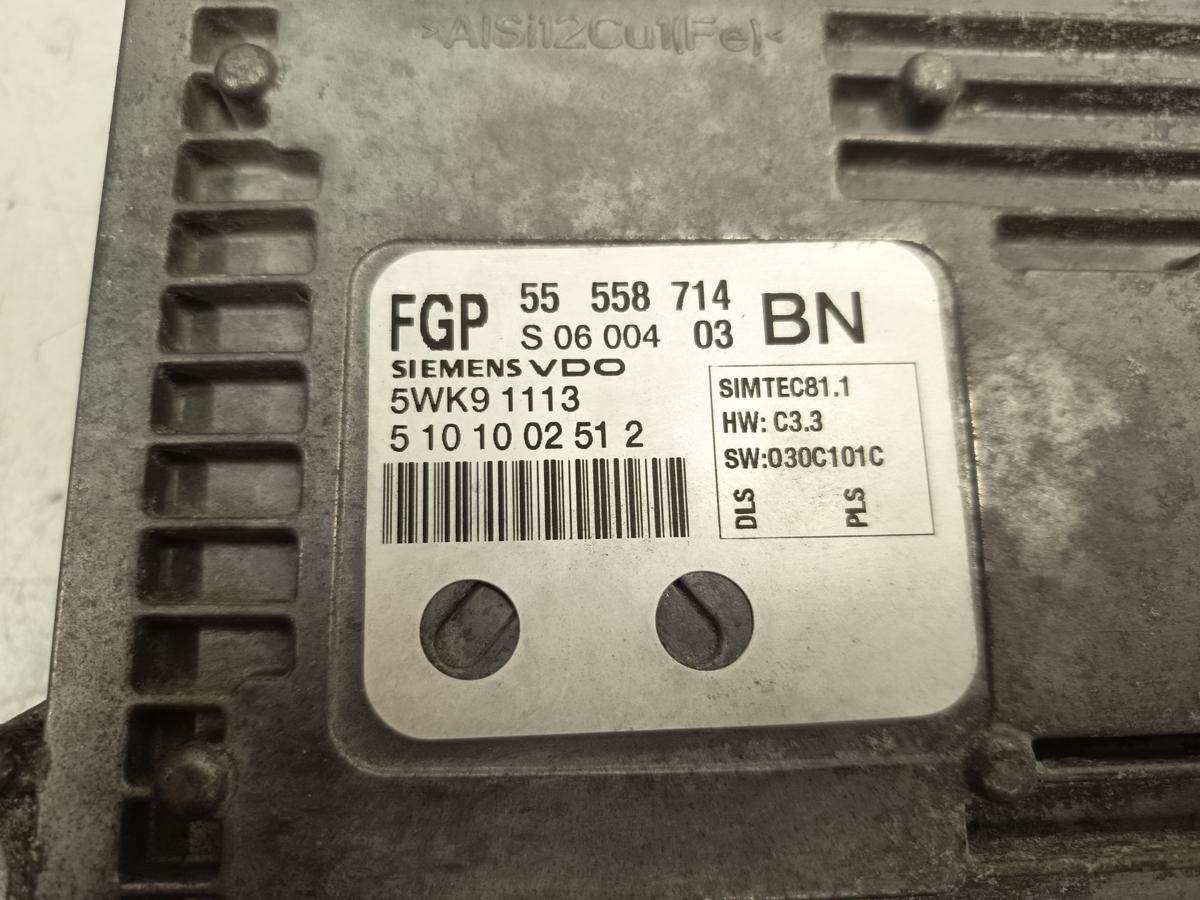 >AlSi12Cu1(Fe)<
FGP 55 558 714 BN
S 06 004 03
SIEMENS VDO
5WK9 1113
5 10 10 02 51 2
SIMTEC81.1
HW: C3.3
SW:030C101C
DLS PLS